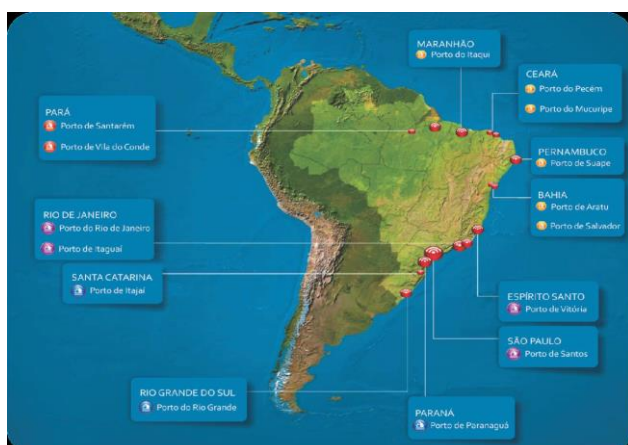 MARANHÃO
Porto do Itaqui
CEARÁ
Porto do Pecém
Porto do Mucuripe
PARÁ
Porto de Santarém
Porto de Vila do Conde
PERNAMBUCO
Porto de Suape
BAHIA
Porto de Aratu
Porto de Salvador
RIO DE JANEIRO
Porto do Rio de Janeiro
Porto de Itaguaí
SANTA CATARINA
Porto de Itajaí
ESPÍRITO SANTO
Porto de Vitória
SÃO PAULO
Porto de Santos
RIO GRANDE DO SUL
Porto do Rio Grande
PARANÁ
Porto de Paranaguá